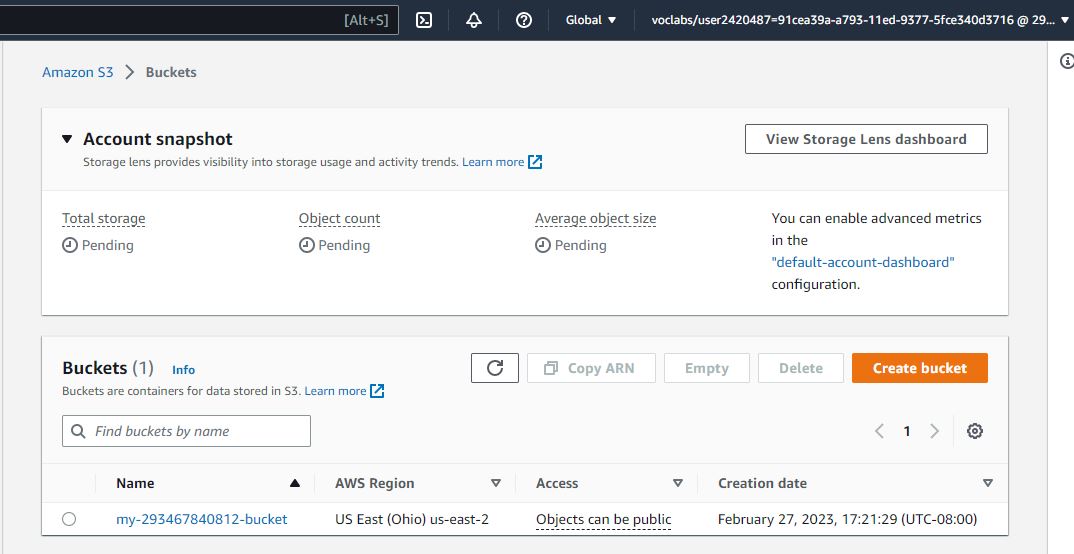 [Alt+S] Global voclabs/user2420487=91cea39a-a793-11ed-9377-5fce340d3716 @ 29...
Amazon S3 > Buckets
Account snapshot
View Storage Lens dashboard
Storage lens provides visibility into storage usage and activity trends. Learn more
Total storage
Pending
Object count
Pending
Average object size
Pending
You can enable advanced metrics
in the
"default-account-dashboard"
configuration.
Buckets (1) Info
Copy ARN Empty Delete Create bucket
Buckets are containers for data stored in S3. Learn more
Find buckets by name
1
Name AWS Region Access Creation date
my-293467840812-bucket US East (Ohio) us-east-2 Objects can be public February 27, 2023, 17:21:29 (UTC-08:00)